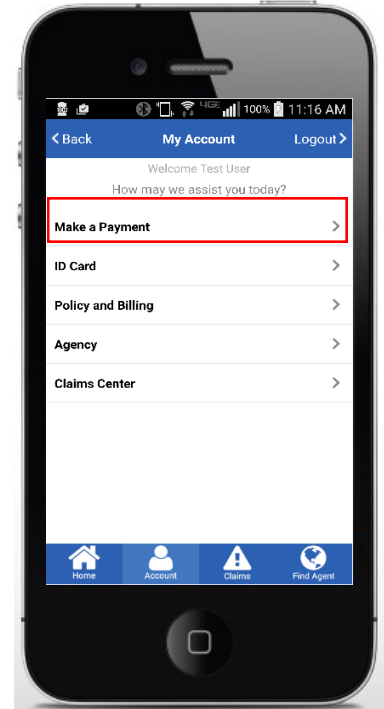 4GE 100% 11:16 AM
Back My Account Logout
Welcome Test User
How may we assist you today?
Make a Payment
ID Card
Policy and Billing
Agency
Claims Center
Home Account Claims Find Agent